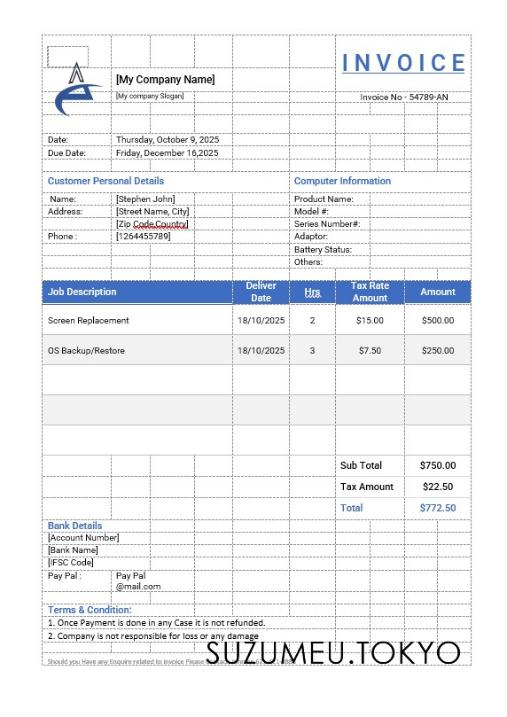 INVOICE
[My Company Name]
[My company Slogan]
Invoice No - 54789-AN
Date: Thursday, October 9, 2025
Due Date: Friday, December 16,2025
Customer Personal Details Computer Information
Name: [Stephen John] Product Name:
Address: [Street Name, City] Model #:
[Zip Code,Country] Series Number#:
Phone : [1264455789] Adaptor:
Battery Status:
Others:
Job Description Deliver Date Hrs Tax Rate Amount Amount
Screen Replacement 18/10/2025 2 $15.00 $500.00
OS Backup/Restore 18/10/2025 3 $7.50 $250.00
Sub Total $750.00
Tax Amount $22.50
Total $772.50
Bank Details
[Account Number]
[Bank Name]
[IFSC Code]
Pay Pal : Pay Pal
@mail.com
Terms & Condition:
1. Once Payment is done in any Case it is not refunded.
2. Company is not responsible for loss or any damage
Should you Have any Enquire related to invoice Please
SUZUMEU.TOKYO